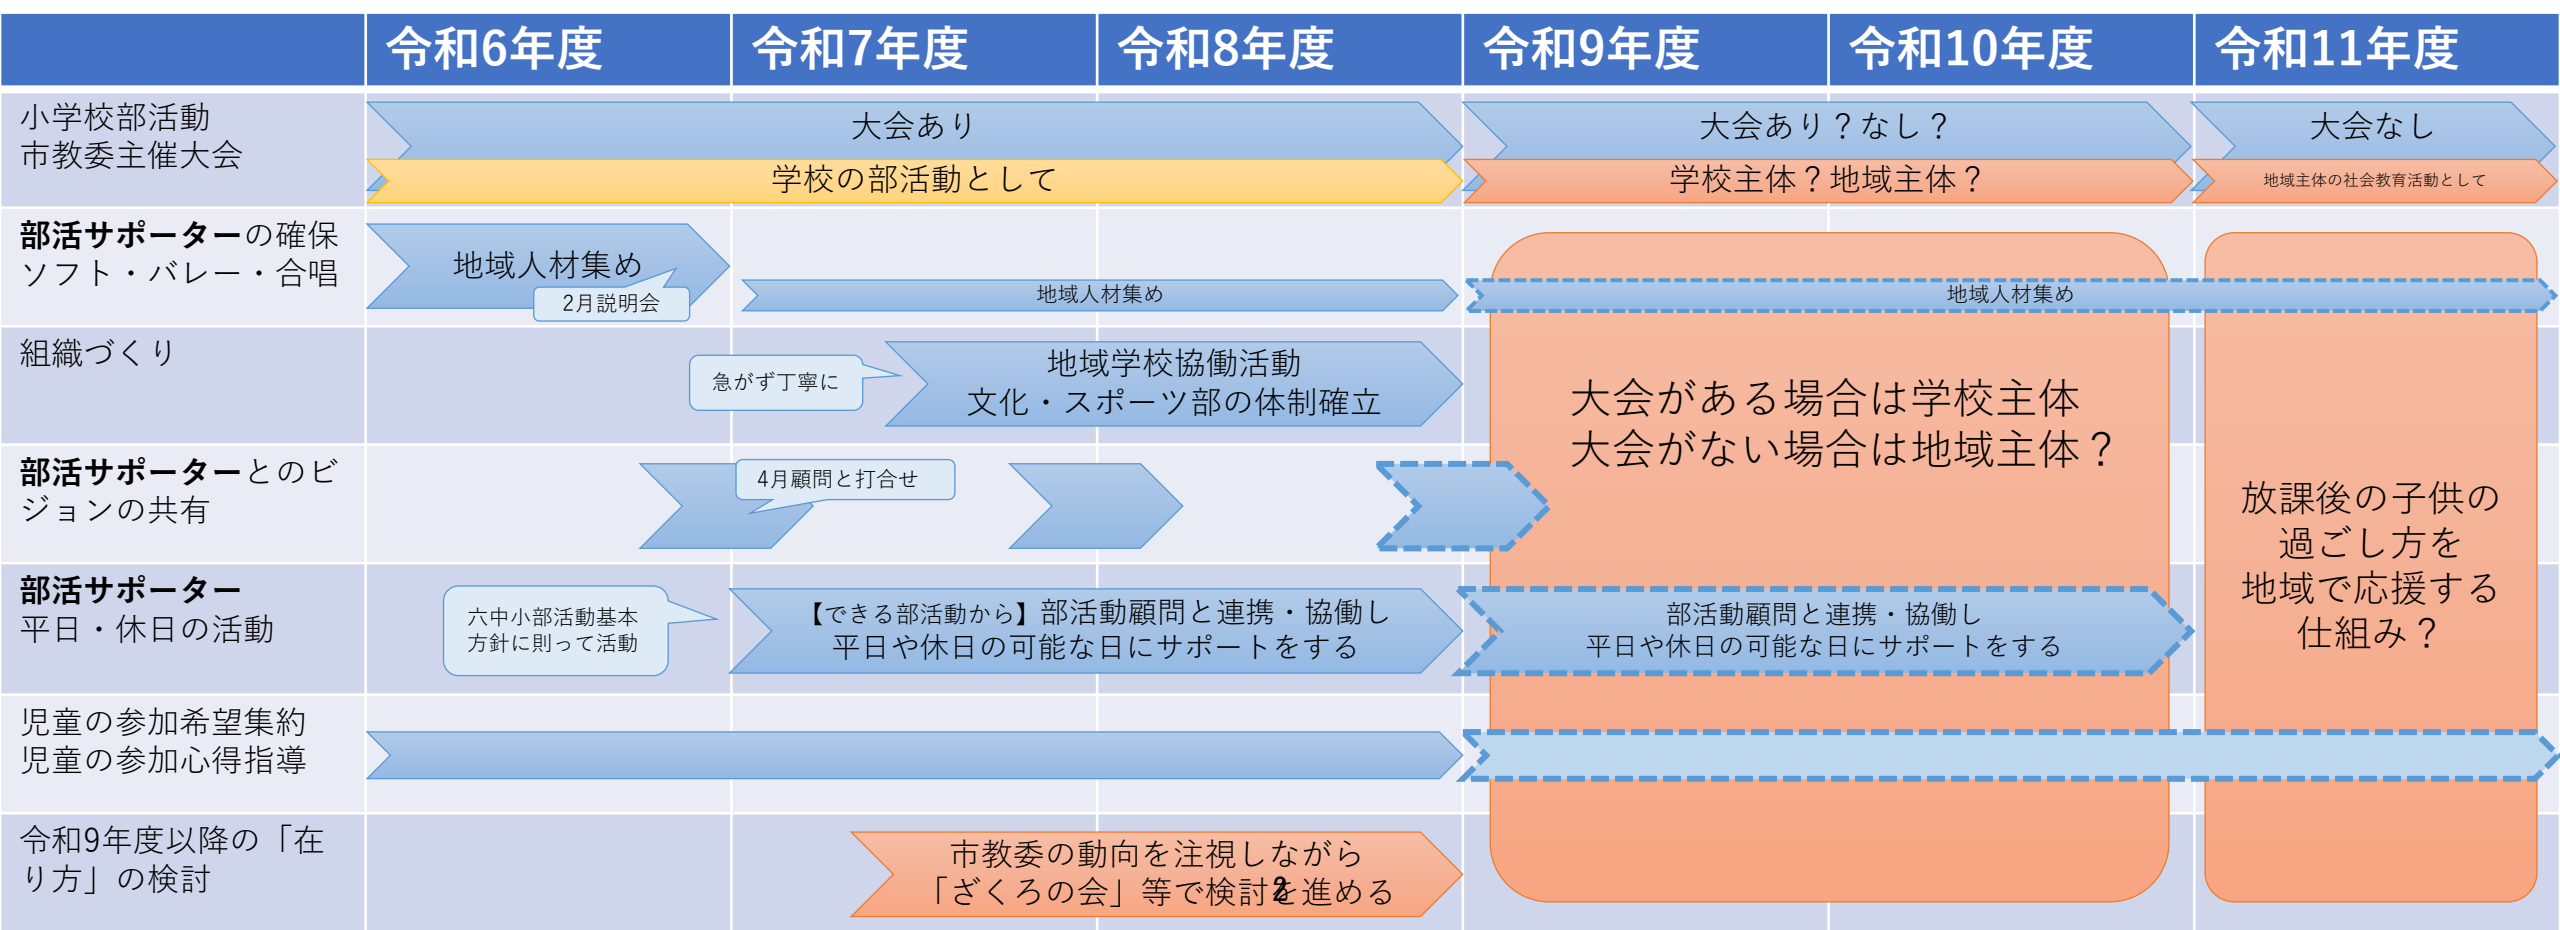 令和6年度
令和7年度
令和8年度
令和9年度
令和10年度
令和11年度
小学校部活動
市教委主催大会
大会あり
大会あり？なし？
大会なし
学校の部活動として
学校主体？地域主体？
地域主体の社会教育活動として
部活サポーターの確保
ソフト・バレー・合唱
地域人材集め
2月説明会
地域人材集め
地域人材集め
組織づくり
急がず丁寧に
地域学校協働活動
文化・スポーツ部の体制確立
大会がある場合は学校主体
大会がない場合は地域主体？
部活サポーターとのビ
ジョンの共有
4月顧問と打合せ
放課後の子供の
過ごし方を
地域で応援する
仕組み？
部活サポーター
平日・休日の活動
六中小部活動基本
方針に則って活動
【できる部活動から】部活動顧問と連携・協働し
平日や休日の可能な日にサポートをする
部活動顧問と連携・協働し
平日や休日の可能な日にサポートをする
児童の参加希望集約
児童の参加心得指導
令和9年度以降の「在
り方」の検討
市教委の動向を注視しながら
「ざくろの会」等で検討を進める
2